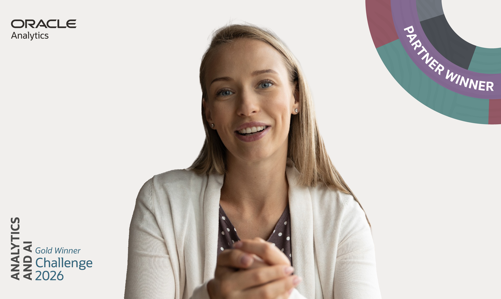 ORACLE
Analytics
PARTNER WINNER
ANALYTICS
AND AI
Gold Winner
Challenge
2026